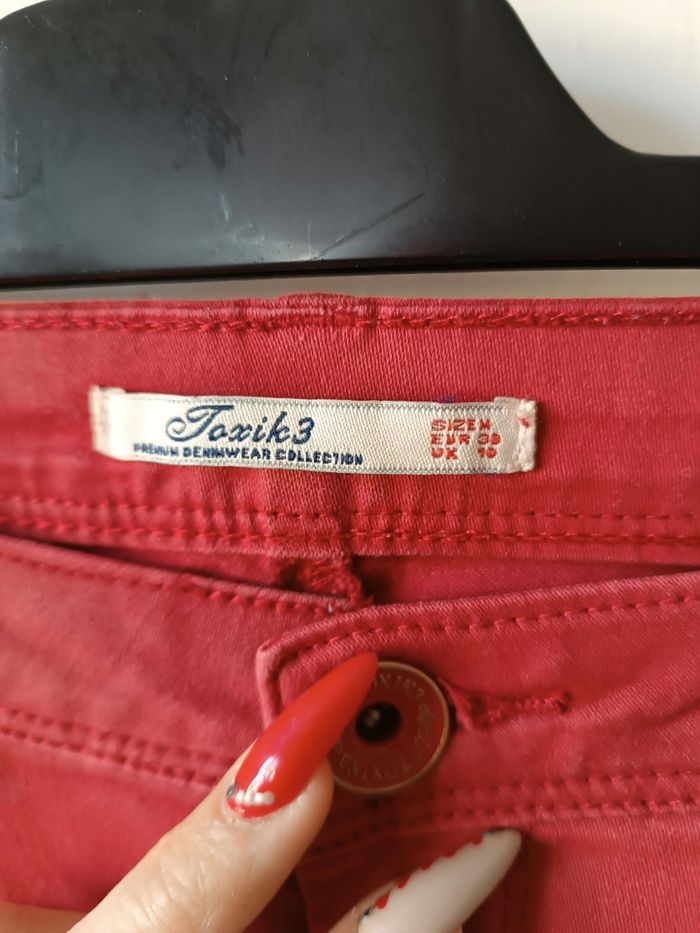 Toxik3
PREMIUM DENIMWEAR COLLECTION
SIZE M
EUR 38
UK 10